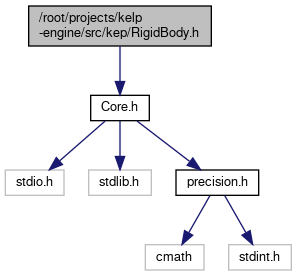 /root/projects/kelp
-engine/src/kep/RigidBody.h
Core.h
stdio.h
stdlib.h
precision.h
cmath
stdint.h